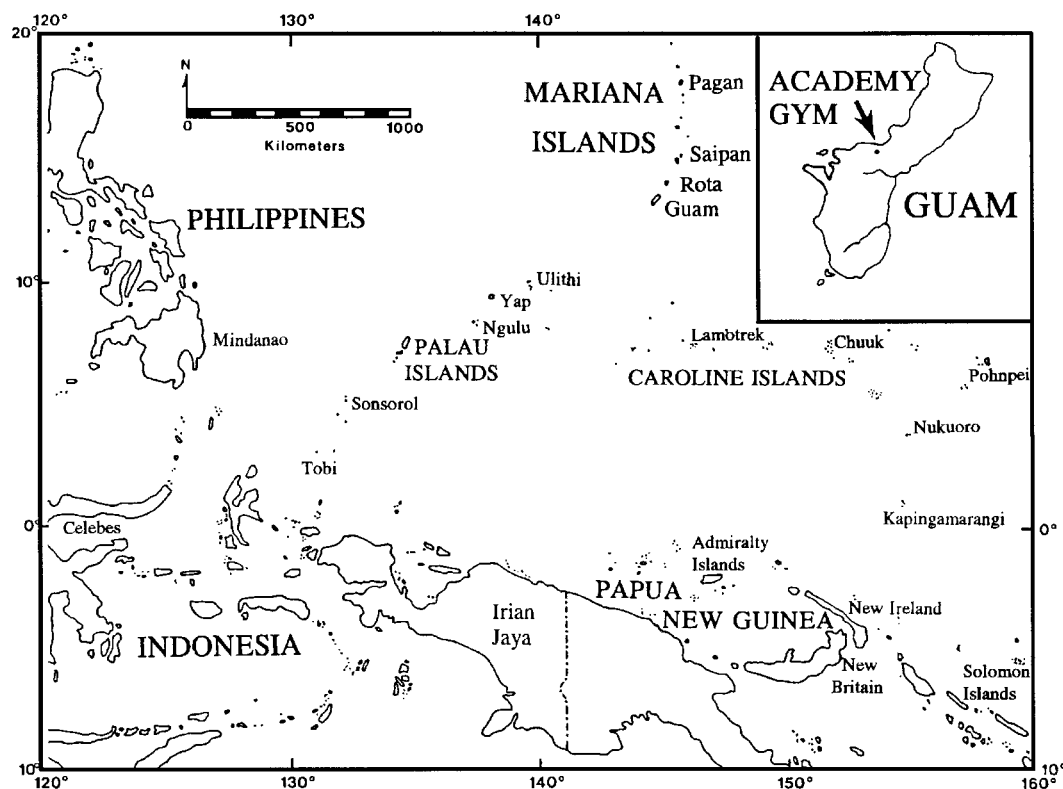 120°
130°
140°
20°
N
0
500
1000
Kilometers
MARIANA
ISLANDS
Pagan
Saipan
Rota
Guam
ACADEMY
GYM
GUAM
PHILIPPINES
10°
Ulithi
Yap
Ngulu
Mindanao
PALAU
ISLANDS
Lambtrek
Chuuk
CAROLINE ISLANDS
Pohnpei
Sonsorol
Nukuoro
Tobi
0°
Celebes
Kapingamarangi
0°
Admiralty
Islands
PAPUA
NEW GUINEA
Irian
Jaya
New Ireland
INDONESIA
New
Britain
Solomon
Islands
10°
10°
120°
130°
140°
150°
160°